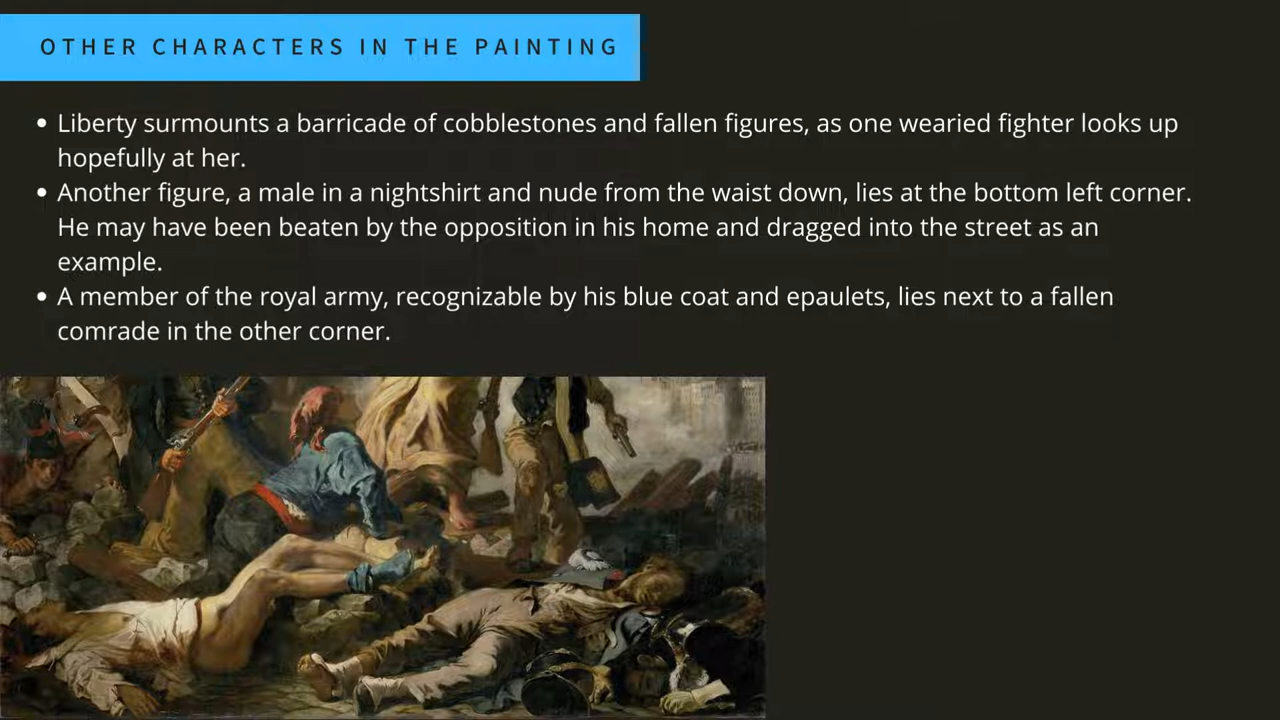 OTHER CHARACTERS IN THE PAINTING
• Liberty surmounts a barricade of cobblestones and fallen figures, as one wearied fighter looks up
hopefully at her.
• Another figure, a male in a nightshirt and nude from the waist down, lies at the bottom left corner.
He may have been beaten by the opposition in his home and dragged into the street as an
example.
• A member of the royal army, recognizable by his blue coat and epaulets, lies next to a fallen
comrade in the other corner.